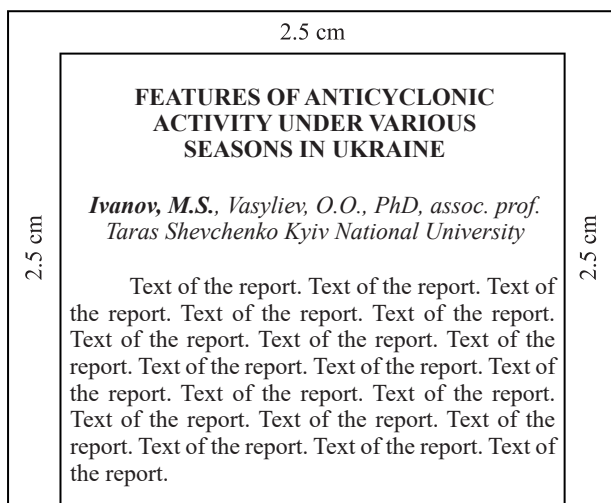 2.5 cm
FEATURES OF ANTICYCLONIC
ACTIVITY UNDER VARIOUS
SEASONS IN UKRAINE
Ivanov, M.S., Vasyliev, O.O., PhD, assoc. prof.
Taras Shevchenko Kyiv National University
2.5 cm
2.5 cm
Text of the report. Text of the report. Text of
the report. Text of the report. Text of the report.
Text of the report. Text of the report. Text of the
report. Text of the report. Text of the report. Text of
the report. Text of the report. Text of the report.
Text of the report. Text of the report. Text of the
report. Text of the report. Text of the report. Text of
the report.